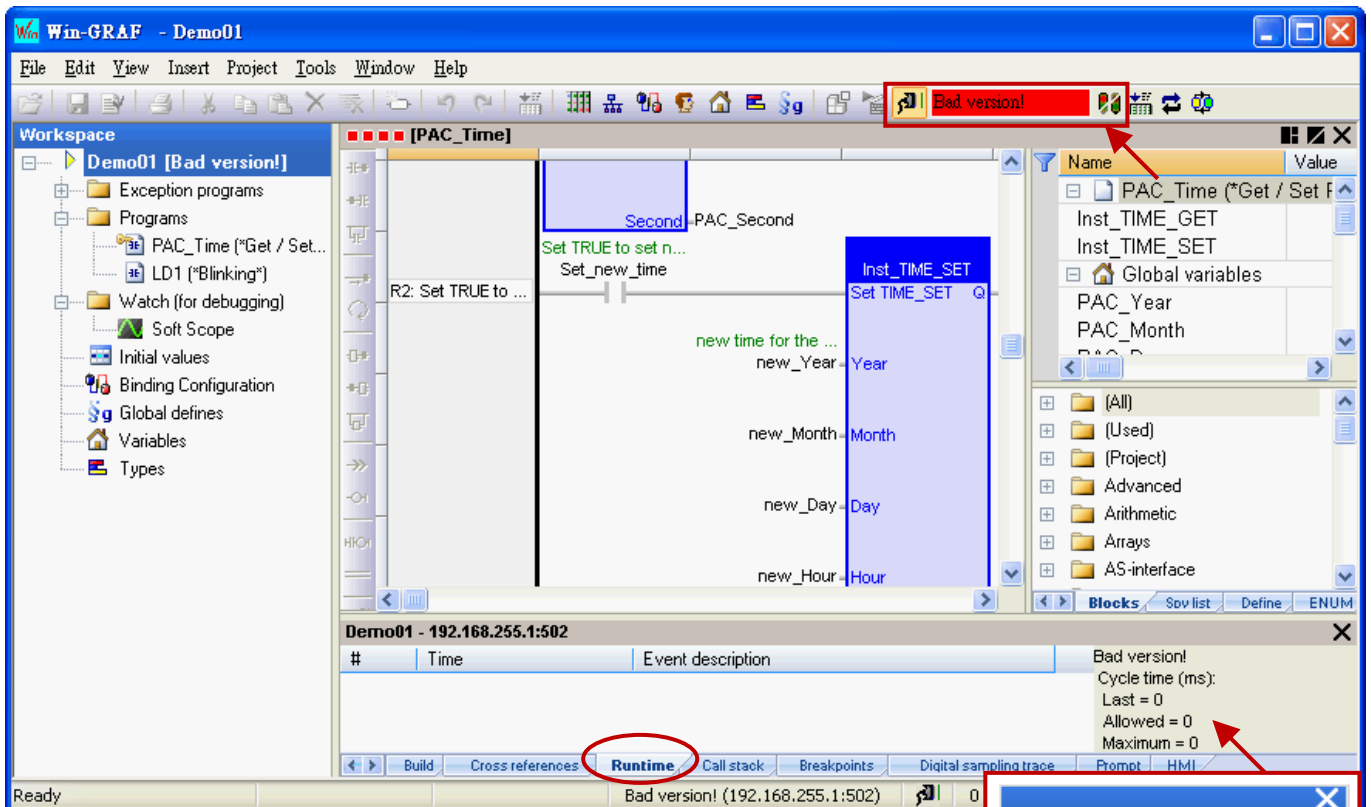 Win-GRAF - Demo01
File Edit View Insert Project Tools Window Help
Bad version!
Workspace
Demo01 [Bad version!]
Exception programs
Programs
PAC_Time (*Get / Set...
LD1 (*Blinking*)
Watch (for debugging)
Soft Scope
Initial values
Binding Configuration
Global defines
Variables
Types
[PAC_Time]
Second PAC_Second
Set TRUE to set n...
Set_new_time
Inst_TIME_SET
R2: Set TRUE to ...
Set TIME_SET Q
new time for the ...
new_Year Year
new_Month Month
new_Day Day
new_Hour Hour
Name Value
PAC_Time (*Get / Set
Inst_TIME_GET
Inst_TIME_SET
Global variables
PAC_Year
PAC_Month
(All)
(Used)
(Project)
Advanced
Arithmetic
Arrays
AS-interface
Blocks Spy list Define ENUM
Demo01 - 192.168.255.1:502
# Time Event description
Bad version!
Cycle time (ms):
Last = 0
Allowed = 0
Maximum = 0
Build Cross references Runtime Call stack Breakpoints Digital sampling trace Prompt HMI
Ready Bad version! (192.168.255.1:502) 0